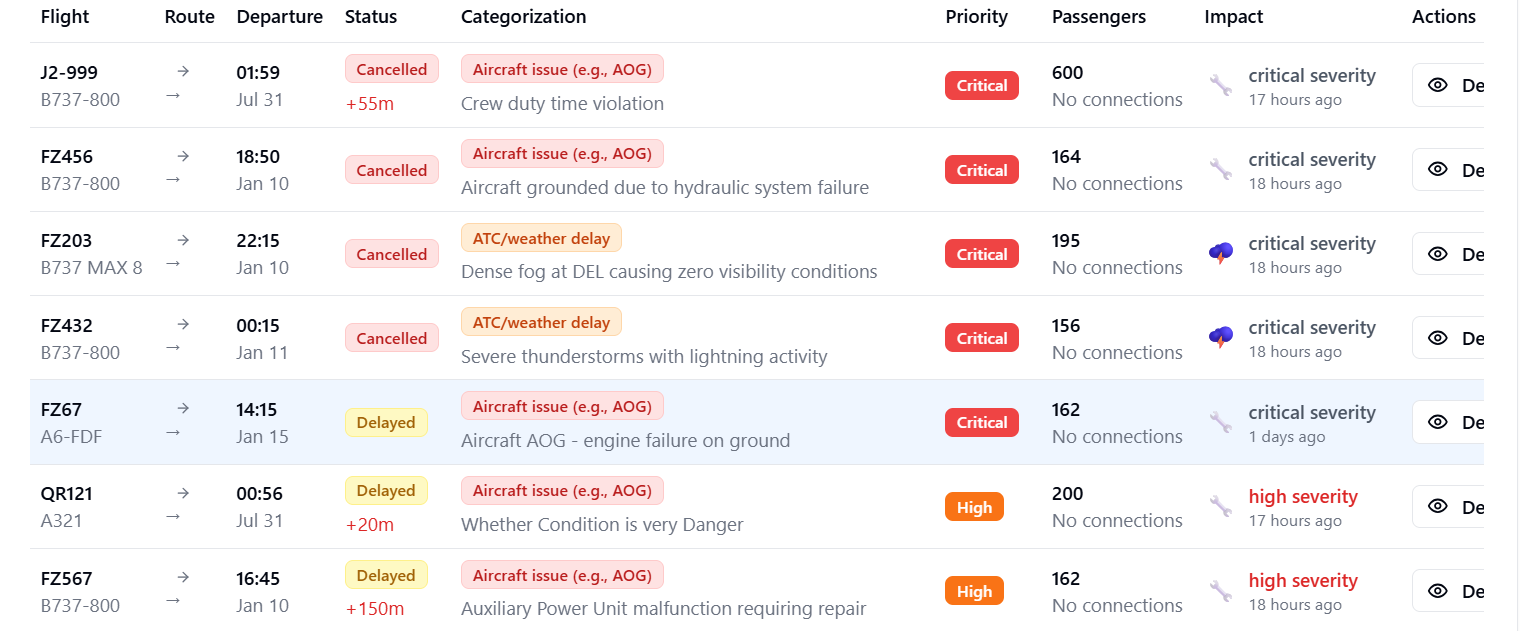 Flight Route Departure Status Categorization Priority Passengers Impact Actions
J2-999 → 01:59 Cancelled Aircraft issue (e.g., AOG) Critical 600 critical severity De
B737-800 → Jul 31 +55m Crew duty time violation No connections 17 hours ago
FZ456 → 18:50 Cancelled Aircraft issue (e.g., AOG) Critical 164 critical severity De
B737-800 → Jan 10 Aircraft grounded due to hydraulic system failure No connections 18 hours ago
FZ203 → 22:15 Cancelled ATC/weather delay Critical 195 critical severity De
B737 MAX 8 → Jan 10 Dense fog at DEL causing zero visibility conditions No connections 18 hours ago
FZ432 → 00:15 Cancelled ATC/weather delay Critical 156 critical severity De
B737-800 → Jan 11 Severe thunderstorms with lightning activity No connections 18 hours ago
FZ67 → 14:15 Delayed Aircraft issue (e.g., AOG) Critical 162 critical severity De
A6-FDF → Jan 15 Aircraft AOG - engine failure on ground No connections 1 days ago
QR121 → 00:56 Delayed Aircraft issue (e.g., AOG) High 200 high severity De
A321 → Jul 31 +20m Whether Condition is very Danger No connections 17 hours ago
FZ567 → 16:45 Delayed Aircraft issue (e.g., AOG) High 162 high severity De
B737-800 → Jan 10 +150m Auxiliary Power Unit malfunction requiring repair No connections 18 hours ago